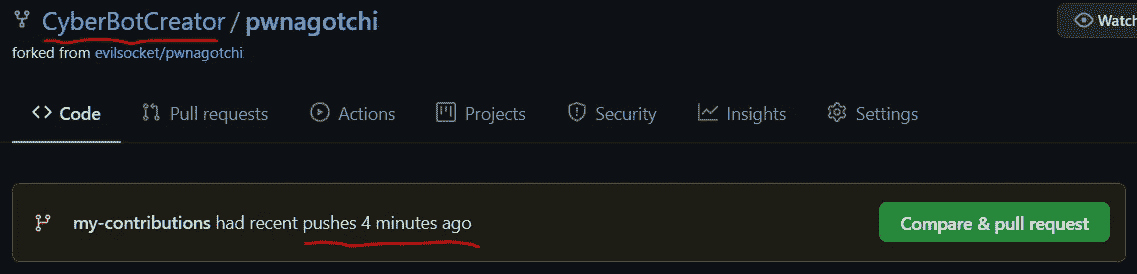 CyberBotCreator / pwnagotchi
Watch
forked from evilsocket/pwnagotchi
Code Pull requests Actions Projects Security Insights Settings
my-contributions had recent pushes 4 minutes ago
Compare & pull request